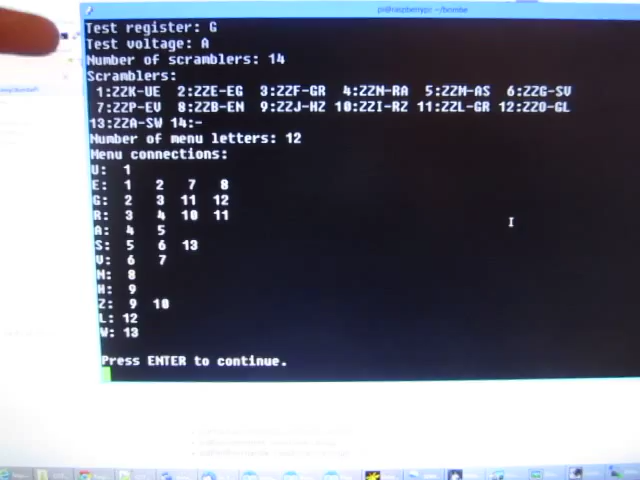 pi@raspberrypi: ~/bombe
Test register: G
Test voltage: A
Number of scramblers: 14
Scramblers:
1:ZZK-UE 2:ZZE-EG 3:ZZF-GR 4:ZZN-RA 5:ZZM-AS 6:ZZG-SV
7:ZZP-EV 8:ZZB-EN 9:ZZJ-HZ 10:ZZI-RZ 11:ZZL-GR 12:ZZO-GL
13:ZZA-SW 14:-
Number of menu letters: 12
Menu connections:
U: 1
E: 1 2 7 8
G: 2 3 11 12
R: 3 4 10 11
A: 4 5
S: 5 6 13
V: 6 7
N: 8
H: 9
Z: 9 10
L: 12
W: 13
Press ENTER to continue.